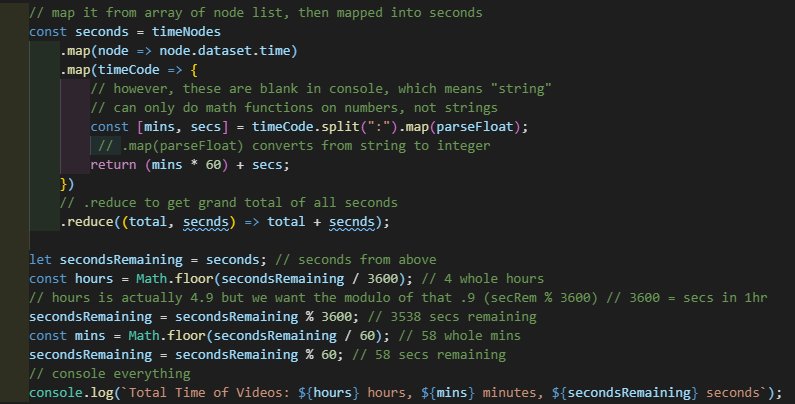 // map it from array of node list, then mapped into seconds
const seconds = timeNodes
.map(node => node.dataset.time)
.map(timeCode => {
// however, these are blank in console, which means "string"
// can only do math functions on numbers, not strings
const [mins, secs] = timeCode.split(":").map(parseFloat);
// .map(parseFloat) converts from string to integer
return (mins * 60) + secs;
})
// .reduce to get grand total of all seconds
.reduce((total, secnds) => total + secnds);
let secondsRemaining = seconds; // seconds from above
const hours = Math.floor(secondsRemaining / 3600); // 4 whole hours
// hours is actually 4.9 but we want the modulo of that .9 (secRem % 3600) // 3600 = secs in 1hr
secondsRemaining = secondsRemaining % 3600; // 3538 secs remaining
const mins = Math.floor(secondsRemaining / 60); // 58 whole mins
secondsRemaining = secondsRemaining % 60; // 58 secs remaining
// console everything
console.log(`Total Time of Videos: ${hours} hours, ${mins} minutes, ${secondsRemaining} seconds`);